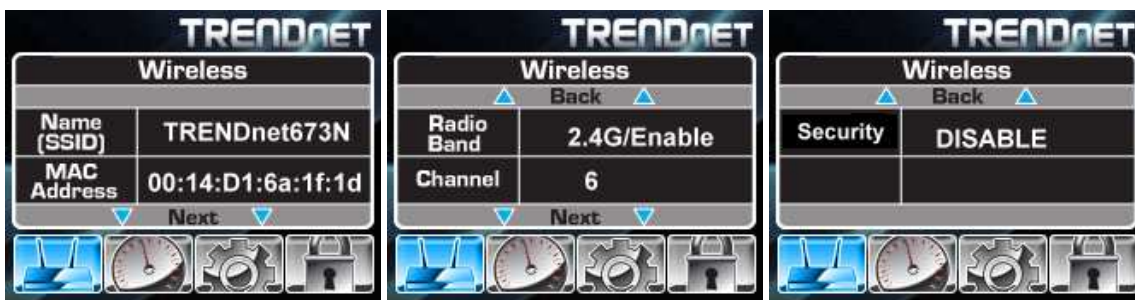 TRENDnet
Wireless
Name (SSID) TRENDnet673N
MAC Address 00:14:D1:6a:1f:1d
Next
TRENDnet
Wireless
Back
Radio Band 2.4G/Enable
Channel 6
Next
TRENDnet
Wireless
Back
Security DISABLE